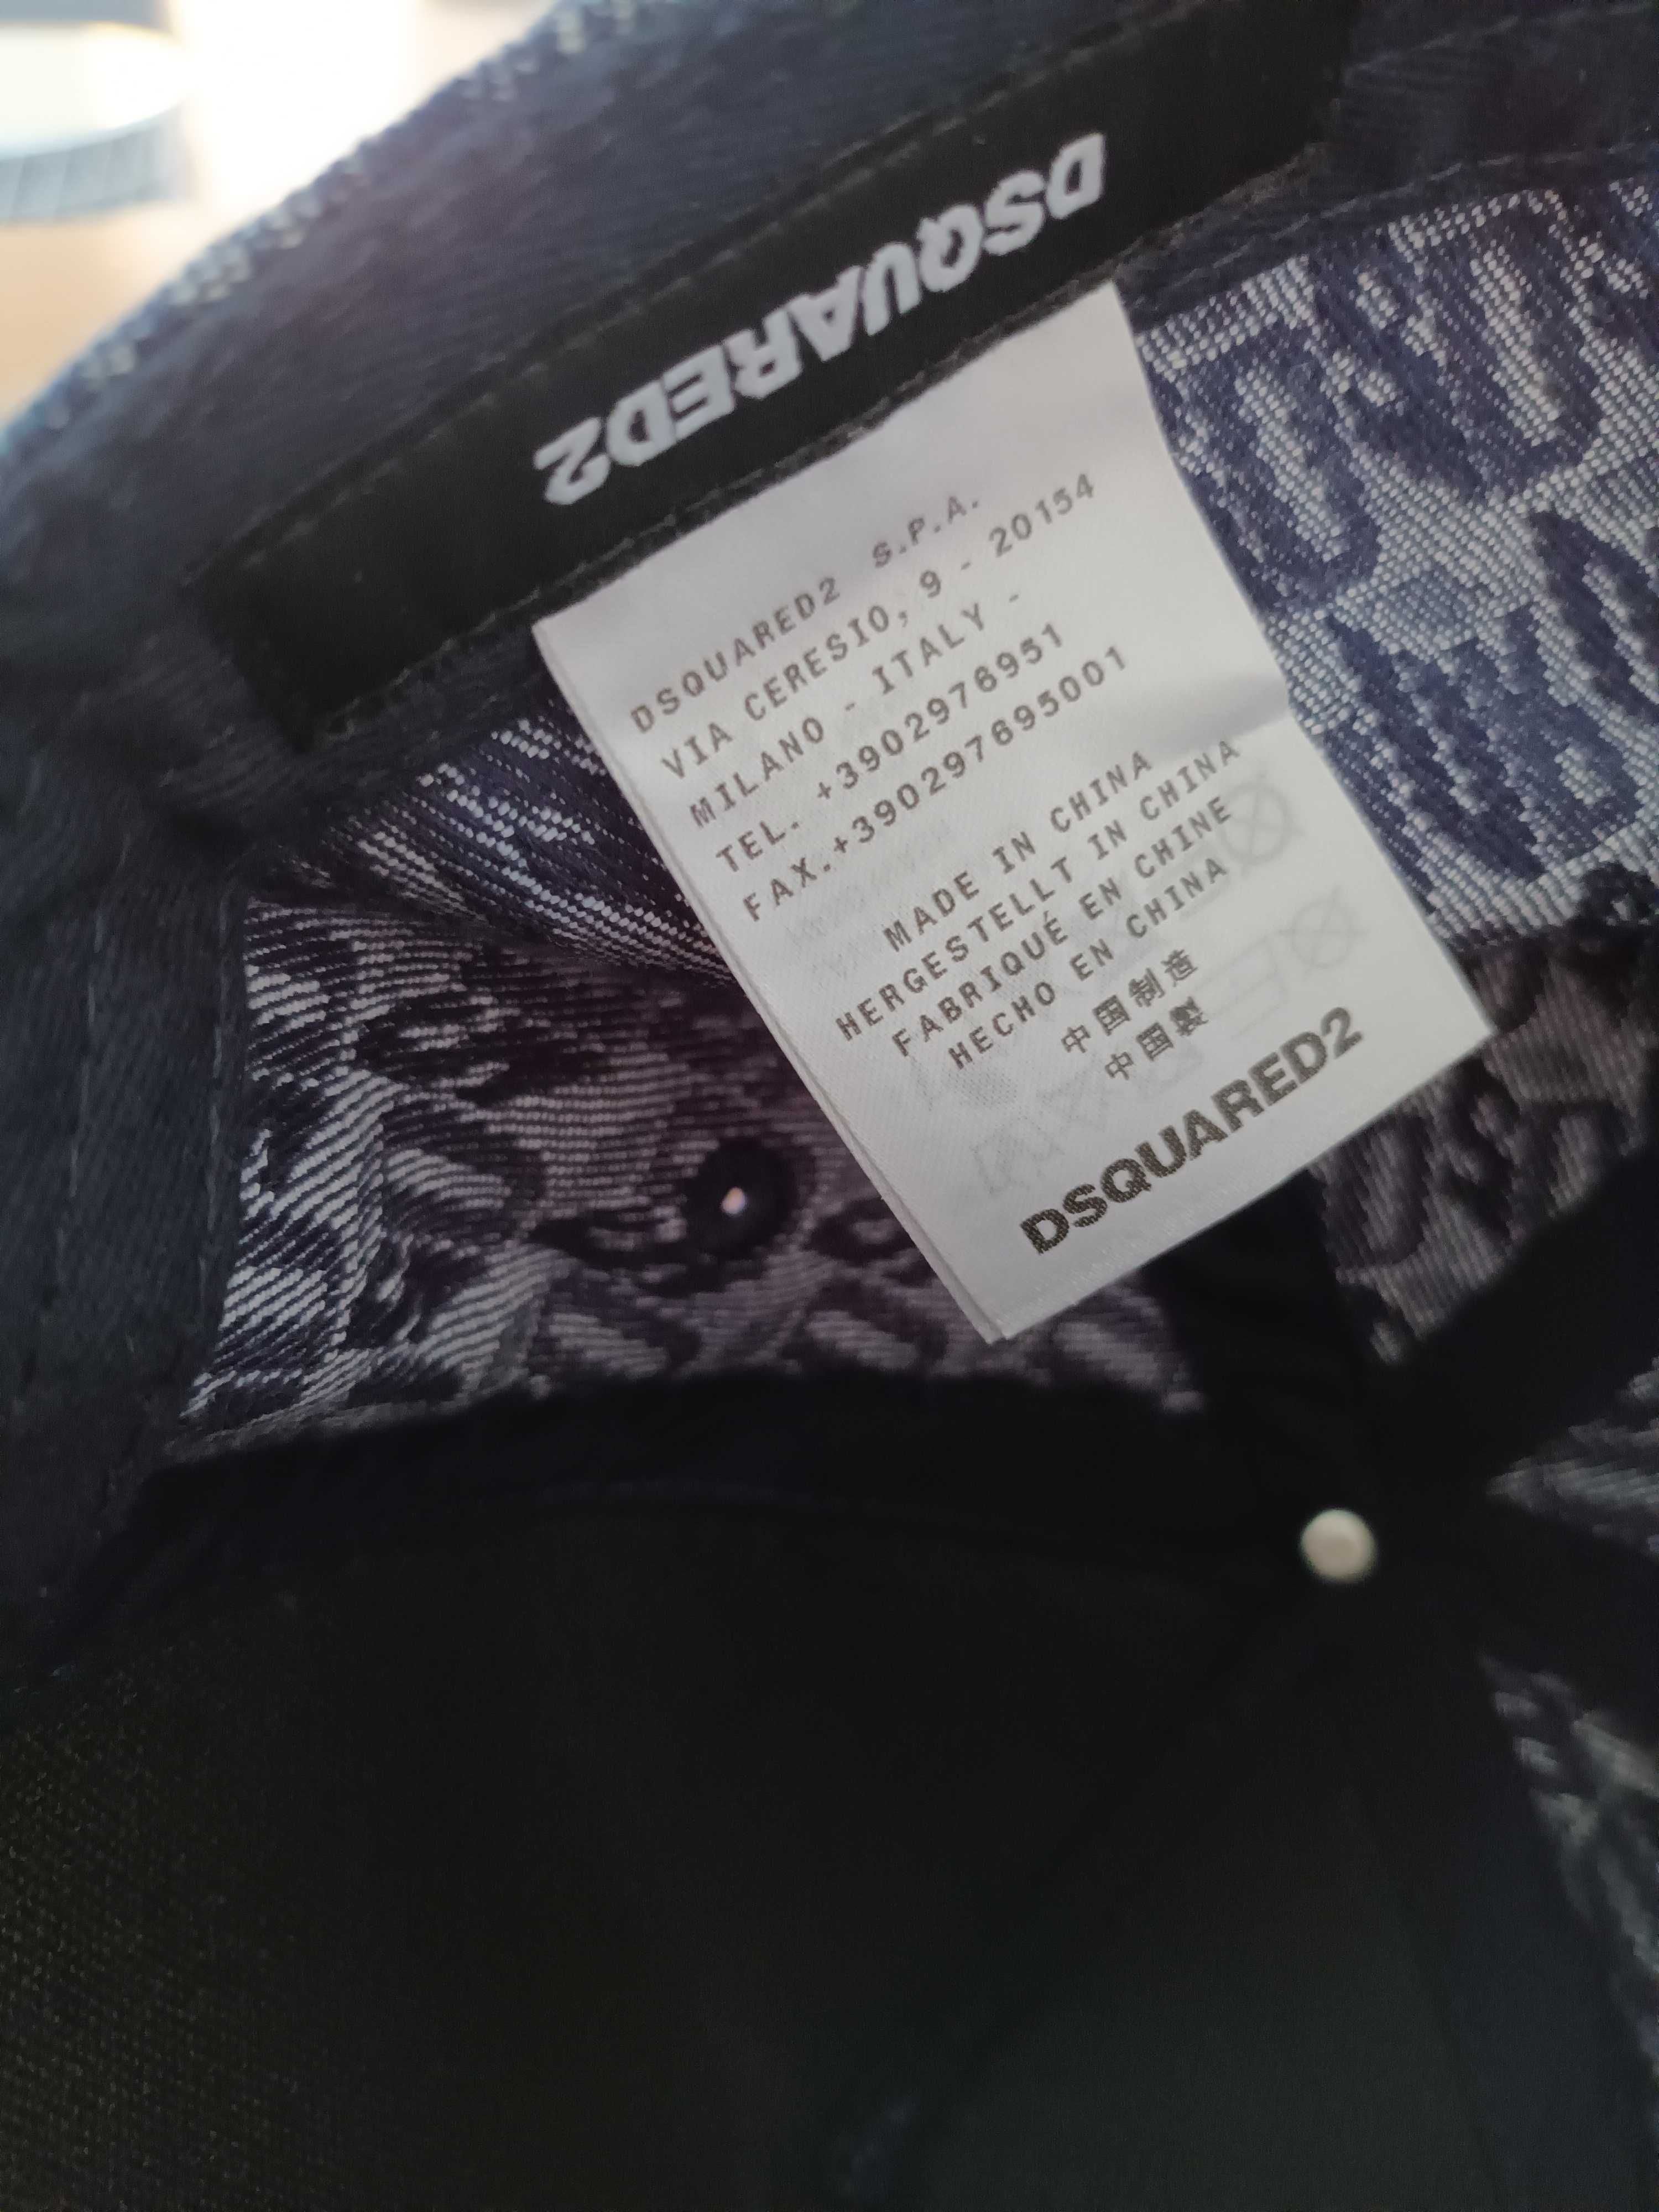 DSQUARED2
DSQUARED2 S.P.A.
VIA CERESIO, 9 - 20154
MILANO - ITALY -
TEL. +3902976951
FAX.+390297695001
MADE IN CHINA
HERGESTELLT IN CHINA
FABRIQUÉ EN CHINE
HECHO EN CHINA
中国制造
中国製
DSQUARED2